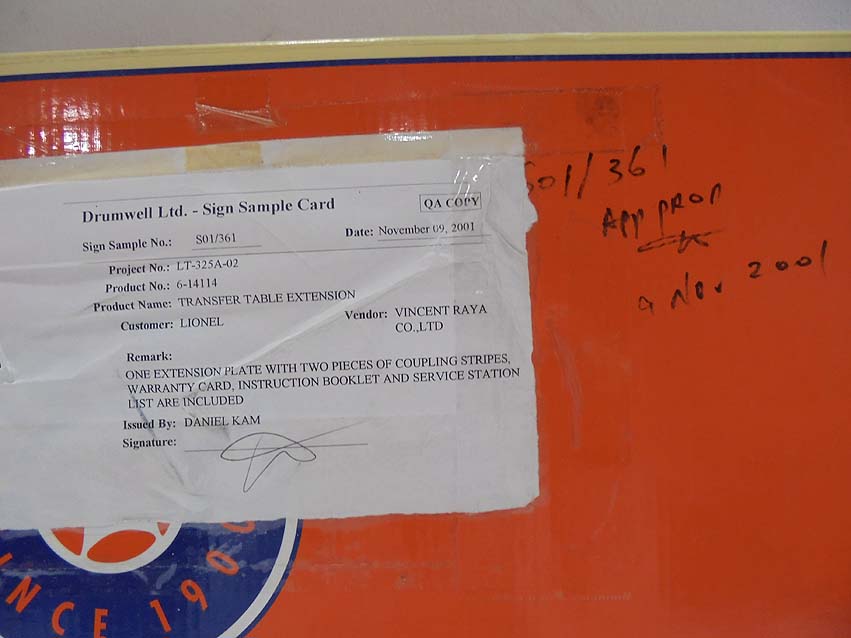 Drumwell Ltd. - Sign Sample Card
QA COPY
Sign Sample No.: S01/361
Date: November 09, 2001
Project No.: LT-325A-02
Product No.: 6-14114
Product Name: TRANSFER TABLE EXTENSION
Customer: LIONEL
Vendor: VINCENT RAYA
CO.,LTD
Remark:
ONE EXTENSION PLATE WITH TWO PIECES OF COUPLING STRIPES,
WARRANTY CARD, INSTRUCTION BOOKLET AND SERVICE STATION
LIST ARE INCLUDED
Issued By: DANIEL KAM
Signature:
S01/361
9 Nov 2001
INCE 190